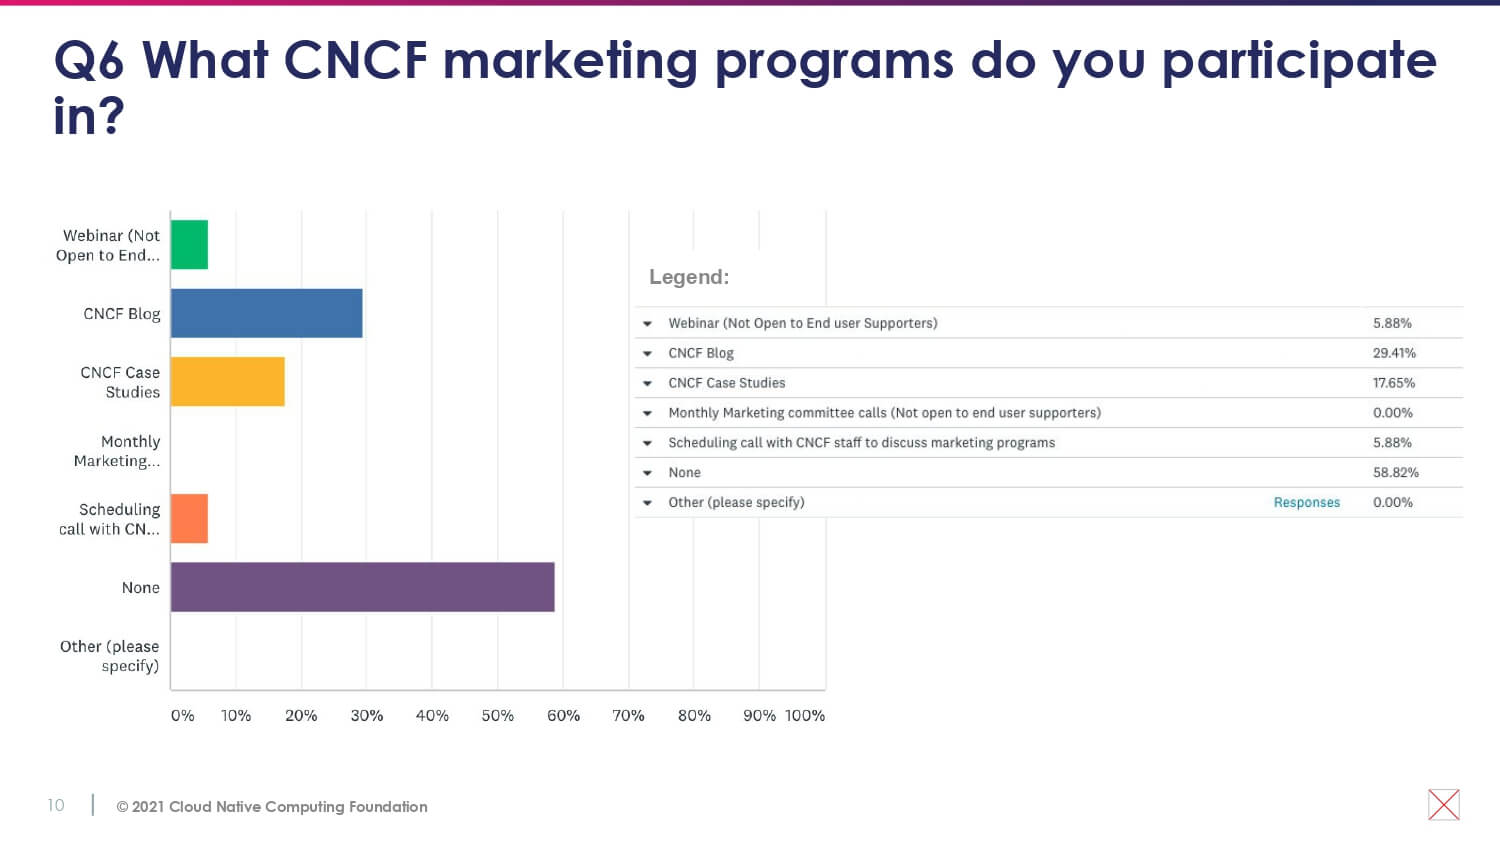 Q6 What CNCF marketing programs do you participate
in?
Webinar (Not
Open to End...
CNCF Blog
CNCF Case
Studies
Monthly
Marketing...
Scheduling
call with CN...
None
Other (please
specify)
0% 10% 20% 30% 40% 50% 60% 70% 80% 90% 100%
Legend:
Webinar (Not Open to End user Supporters) 5.88%
CNCF Blog 29.41%
CNCF Case Studies 17.65%
Monthly Marketing committee calls (Not open to end user supporters) 0.00%
Scheduling call with CNCF staff to discuss marketing programs 5.88%
None 58.82%
Other (please specify) Responses 0.00%
10 © 2021 Cloud Native Computing Foundation